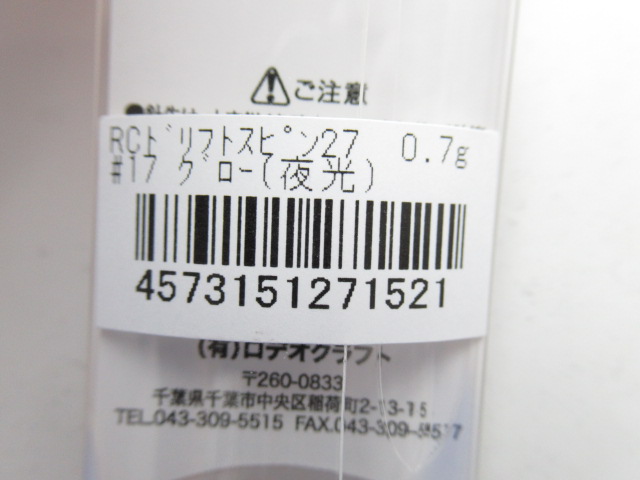 ご注意
RCﾄﾞﾘﾌﾄｽﾋﾟﾝ27 0.7g
#17 ｸﾞﾛｰ(夜光)
4573151271521
(有)ロデオクラフト
〒260-0833
千葉県千葉市中央区稲荷町2-13-15
TEL.043-309-5515 FAX.043-309-5517